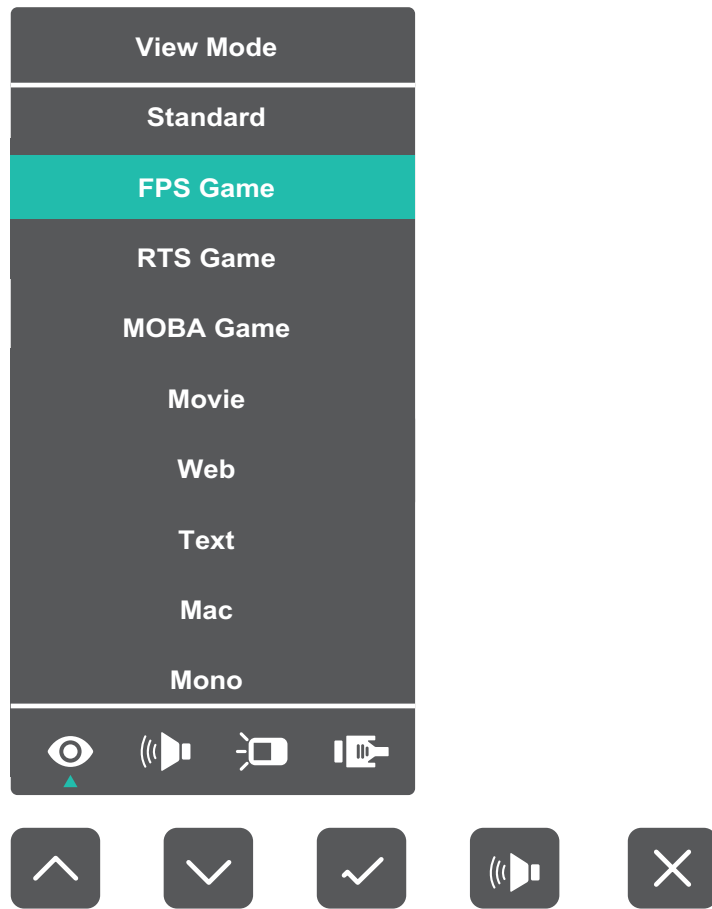 View Mode
Standard
FPS Game
RTS Game
MOBA Game
Movie
Web
Text
Mac
Mono